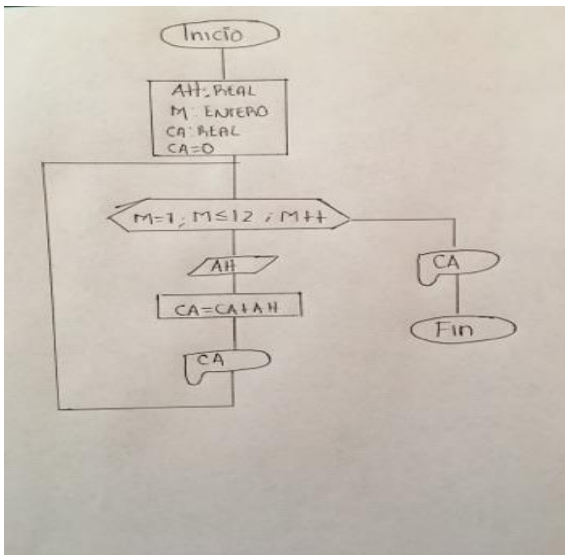 Inicio
AH: REAL
M: ENTERO
CA: REAL
CA=0
M=1; M≤12; M++
AH
CA=CA+AH
CA
CA
Fin